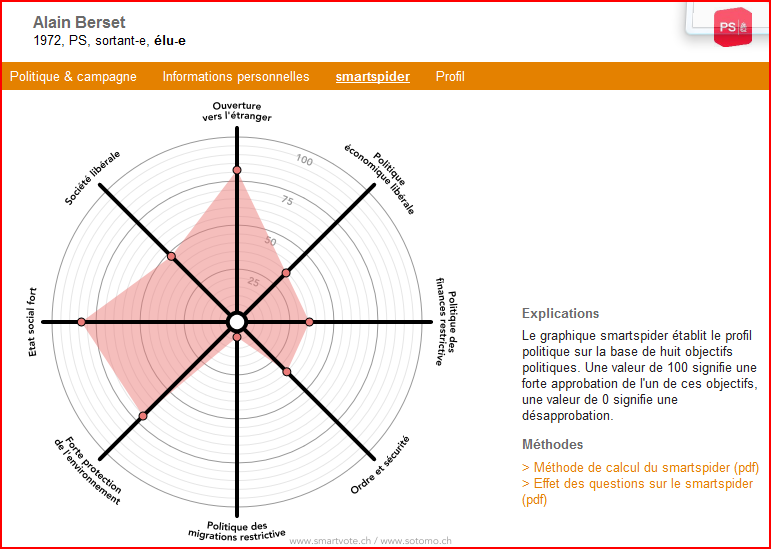 Alain Berset
1972, PS, sortant-e, élu-e
PS
Politique & campagne Informations personnelles smartspider Profil
Ouverture
vers l'étranger
Politique
économique libérale
Société libérale
100
75
50
25
Etat social fort
Politique des
finances restrictive
Forte protection
de l'environnement
Ordre et sécurité
Politique des
migrations restrictive
www.smartvote.ch / www.sotomo.ch
Explications
Le graphique smartspider établit le profil
politique sur la base de huit objectifs
politiques. Une valeur de 100 signifie une
forte approbation de l'un de ces objectifs,
une valeur de 0 signifie une
désapprobation.
Méthodes
> Méthode de calcul du smartspider (pdf)
> Effet des questions sur le smartspider
(pdf)